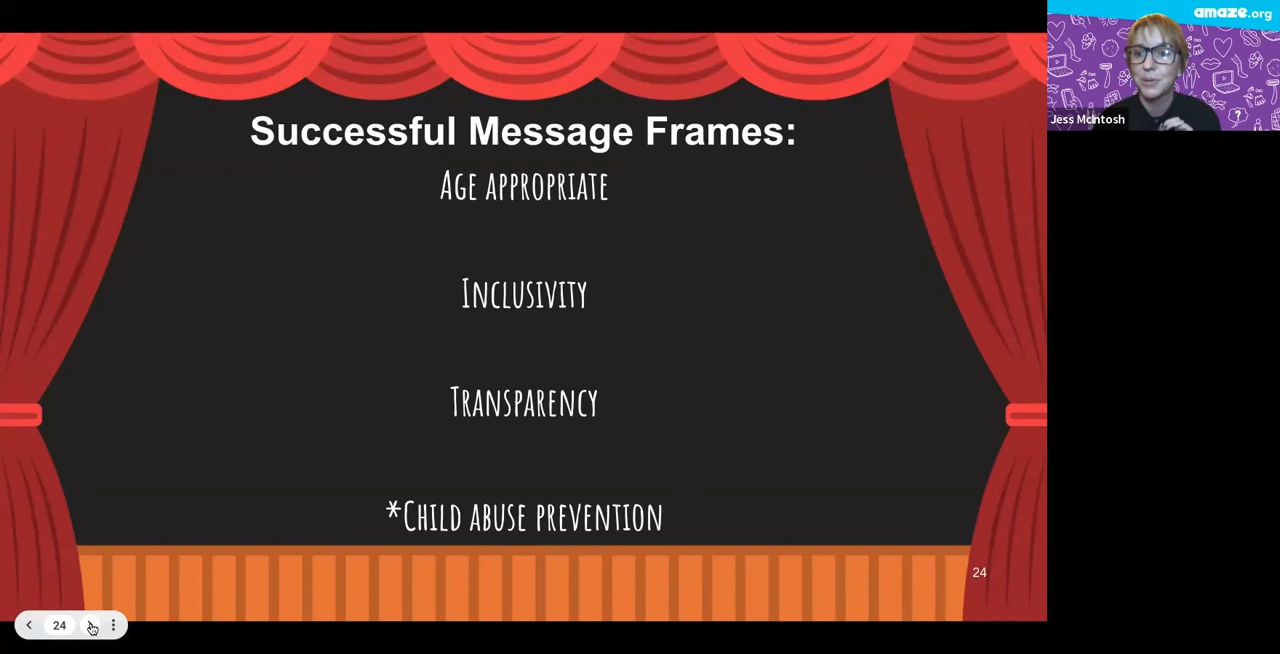 amaze.org
Jess McIntosh
Successful Message Frames:
Age appropriate
Inclusivity
Transparency
*Child abuse prevention
24
24